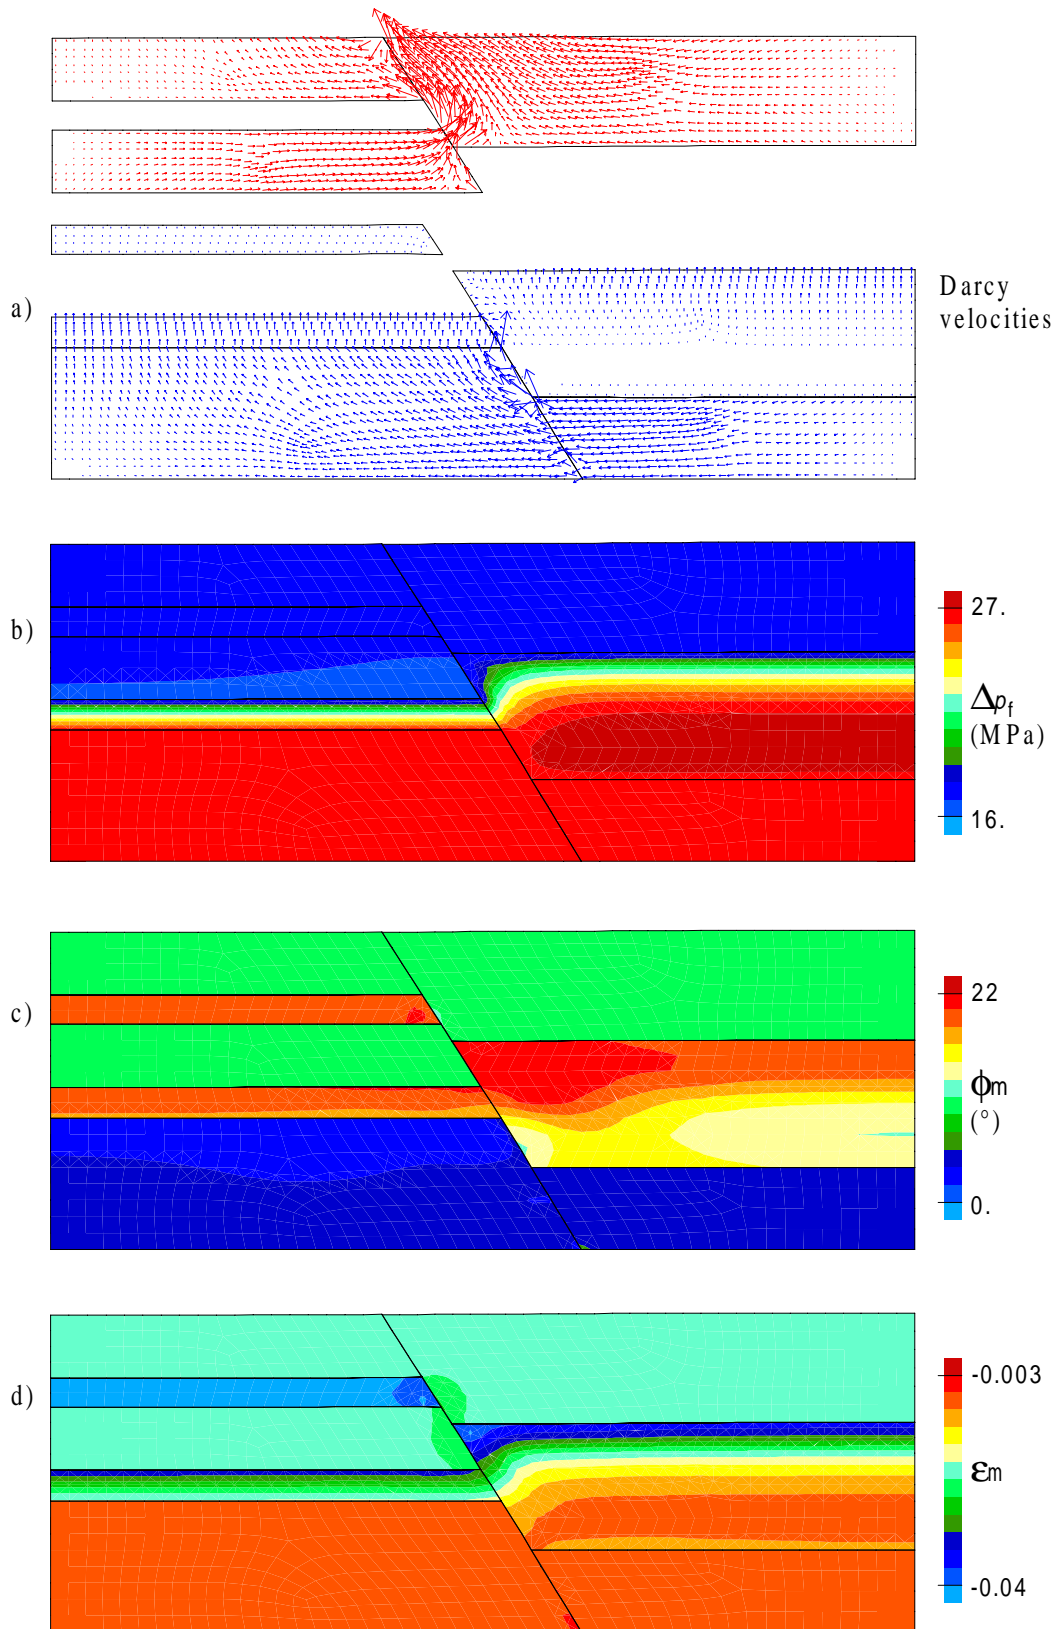 a)
Darcy
velocities
b)
27.
Δpf
(MPa)
16.
c)
22
ϕm
(°)
0.
d)
-0.003
εm
-0.04